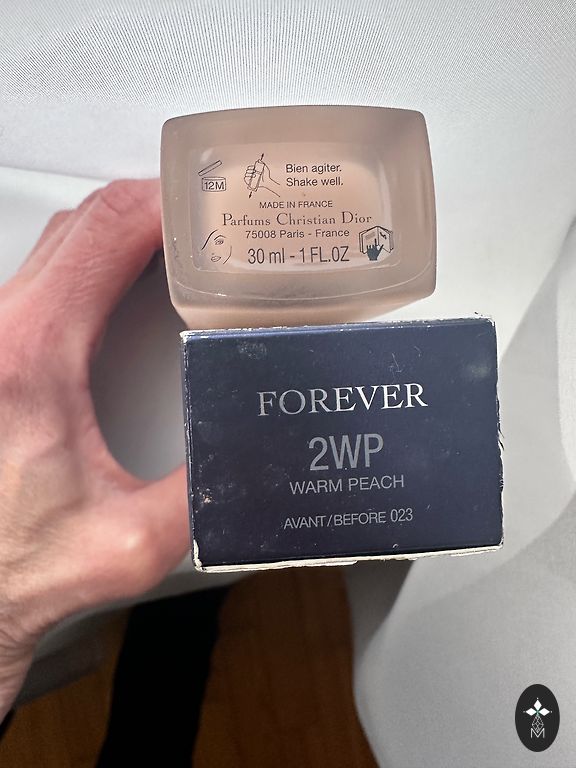 12M
Bien agiter.
Shake well.
MADE IN FRANCE
Parfums Christian Dior
75008 Paris - France
30 ml - 1 FL.OZ
FOREVER
2WP
WARM PEACH
AVANT/BEFORE 023
M